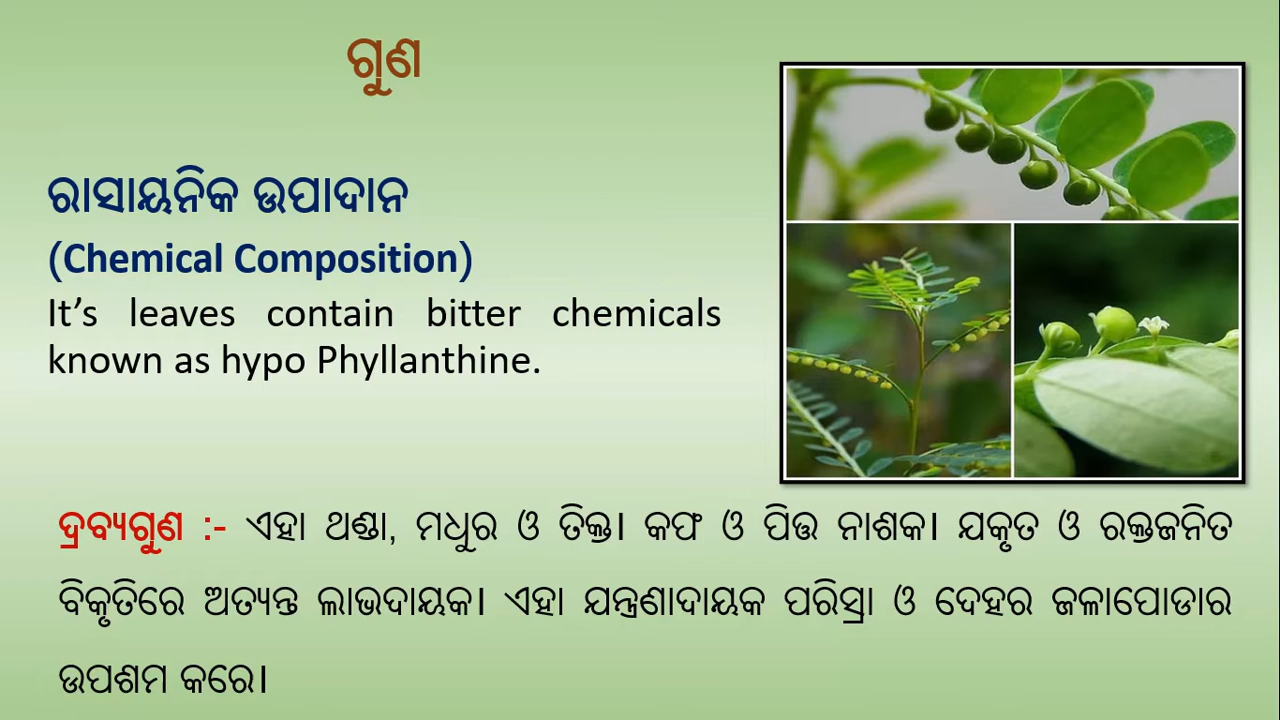 ଗୁଣ
ରାସାୟନିକ ଉପାଦାନ
(Chemical Composition)
It’s leaves contain bitter chemicals
known as hypo Phyllanthine.
ଦ୍ରବ୍ୟଗୁଣ :- ଏହା ଥଣ୍ଡା, ମଧୁର ଓ ତିକ୍ତ। କଫ ଓ ପିତ୍ତ ନାଶକ। ଯକୃତ ଓ ରକ୍ତଜନିତ
ବିକୃତିରେ ଅତ୍ୟନ୍ତ ଲାଭଦାୟକ। ଏହା ଯନ୍ତ୍ରଣାଦାୟକ ପରିସ୍ରା ଓ ଦେହର ଜଳାପୋଡାର
ଉପଶମ କରେ।